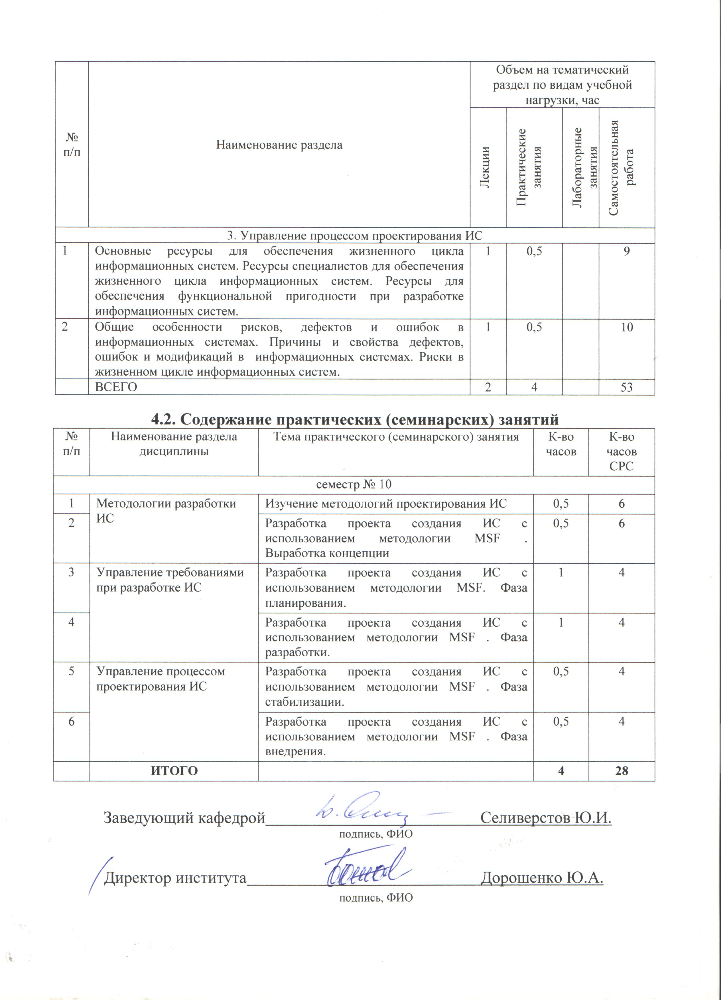 №
п/п
Наименование раздела
Объем на тематический
раздел по видам учебной
нагрузки, час
Лекции
Практические
занятия
Лабораторные
занятия
Самостоятельная
работа
3. Управление процессом проектирования ИС
1 Основные ресурсы для обеспечения жизненного цикла 1 0,5 9
информационных систем. Ресурсы специалистов для обеспечения
жизненного цикла информационных систем. Ресурсы для
обеспечения функциональной пригодности при разработке
информационных систем.
2 Общие особенности рисков, дефектов и ошибок в 1 0,5 10
информационных системах. Причины и свойства дефектов,
ошибок и модификаций в информационных системах. Риски в
жизненном цикле информационных систем.
ВСЕГО 2 4 53
4.2. Содержание практических (семинарских) занятий
№
п/п
Наименование раздела
дисциплины
Тема практического (семинарского) занятия
К-во
часов
К-во
часов
СРС
семестр № 10
1 Методологии разработки
ИС
Изучение методологий проектирования ИС 0,5 6
2 Разработка проекта создания ИС с 0,5 6
использованием методологии MSF .
Выработка концепции
3 Управление требованиями
при разработке ИС
Разработка проекта создания ИС с 1 4
использованием методологии MSF. Фаза
планирования.
4 Разработка проекта создания ИС с 1 4
использованием методологии MSF . Фаза
разработки.
5 Управление процессом
проектирования ИС
Разработка проекта создания ИС с 0,5 4
использованием методологии MSF . Фаза
стабилизации.
6 Разработка проекта создания ИС с 0,5 4
использованием методологии MSF . Фаза
внедрения.
ИТОГО 4 28
Заведующий кафедрой Селиверстов Ю.И.
подпись, ФИО
Директор института Дорошенко Ю.А.
подпись, ФИО